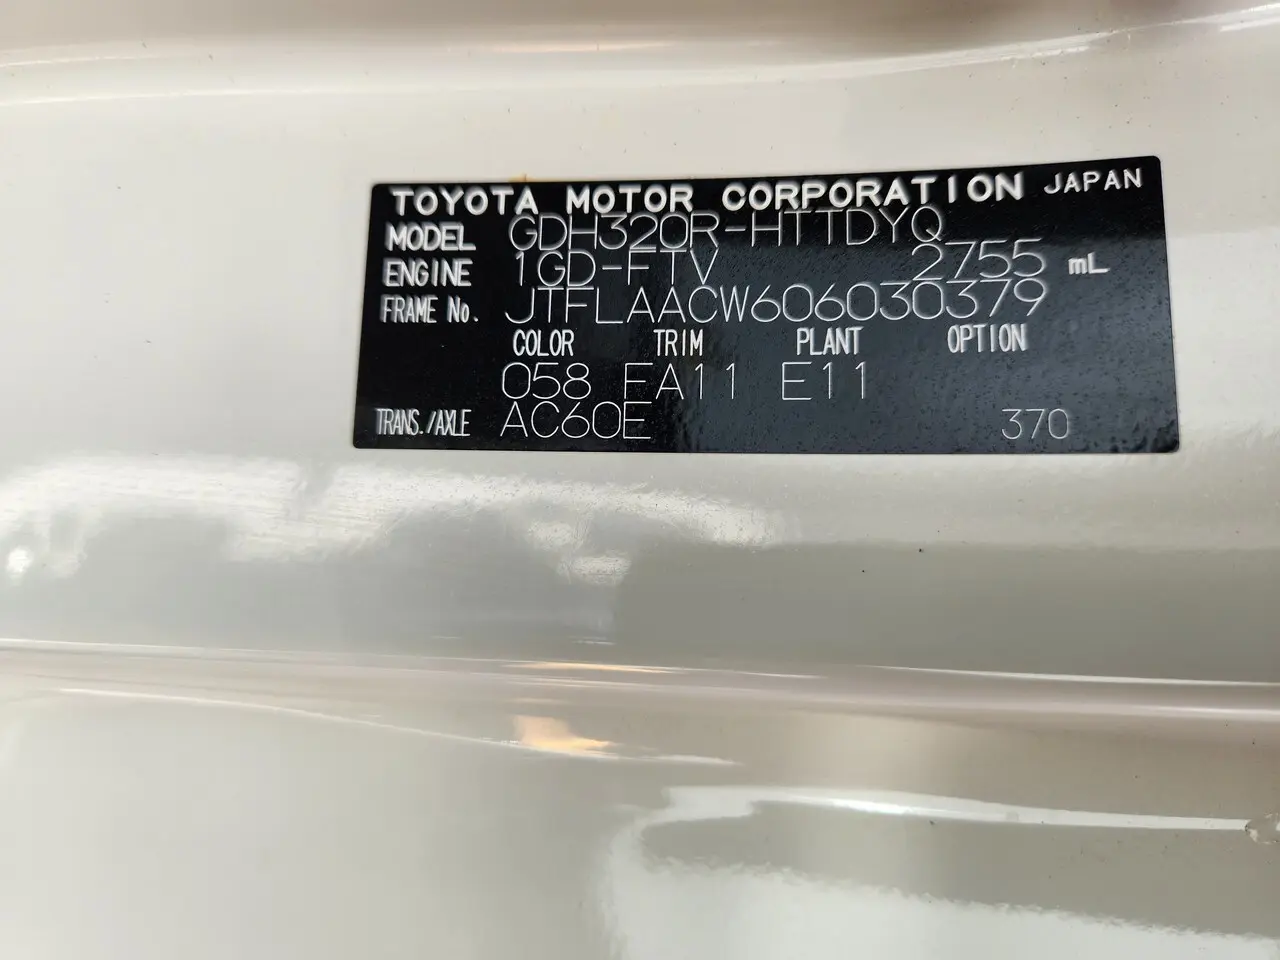 TOYOTA MOTOR CORPORATION JAPAN
MODEL GDH320R-HTTDYQ
ENGINE 1GD-FTV 2755 mL
FRAME No. JTFLAACW606030379
COLOR TRIM PLANT OPTION
058 FA11 E11
TRANS./AXLE AC60E 370